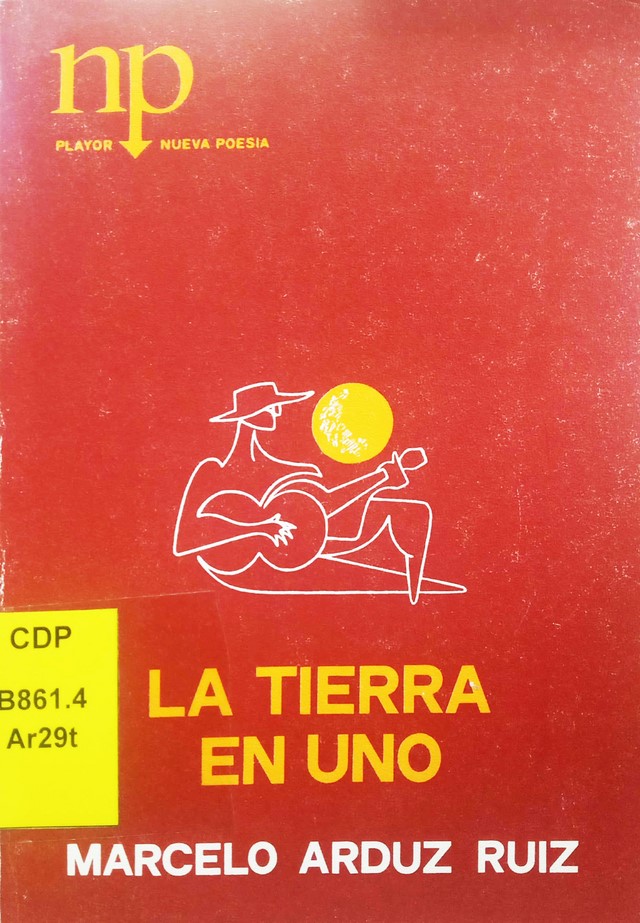 np
PLAYOR NUEVA POESIA
CDP
B861.4
Ar29t
LA TIERRA
EN UNO
MARCELO ARDUZ RUIZ